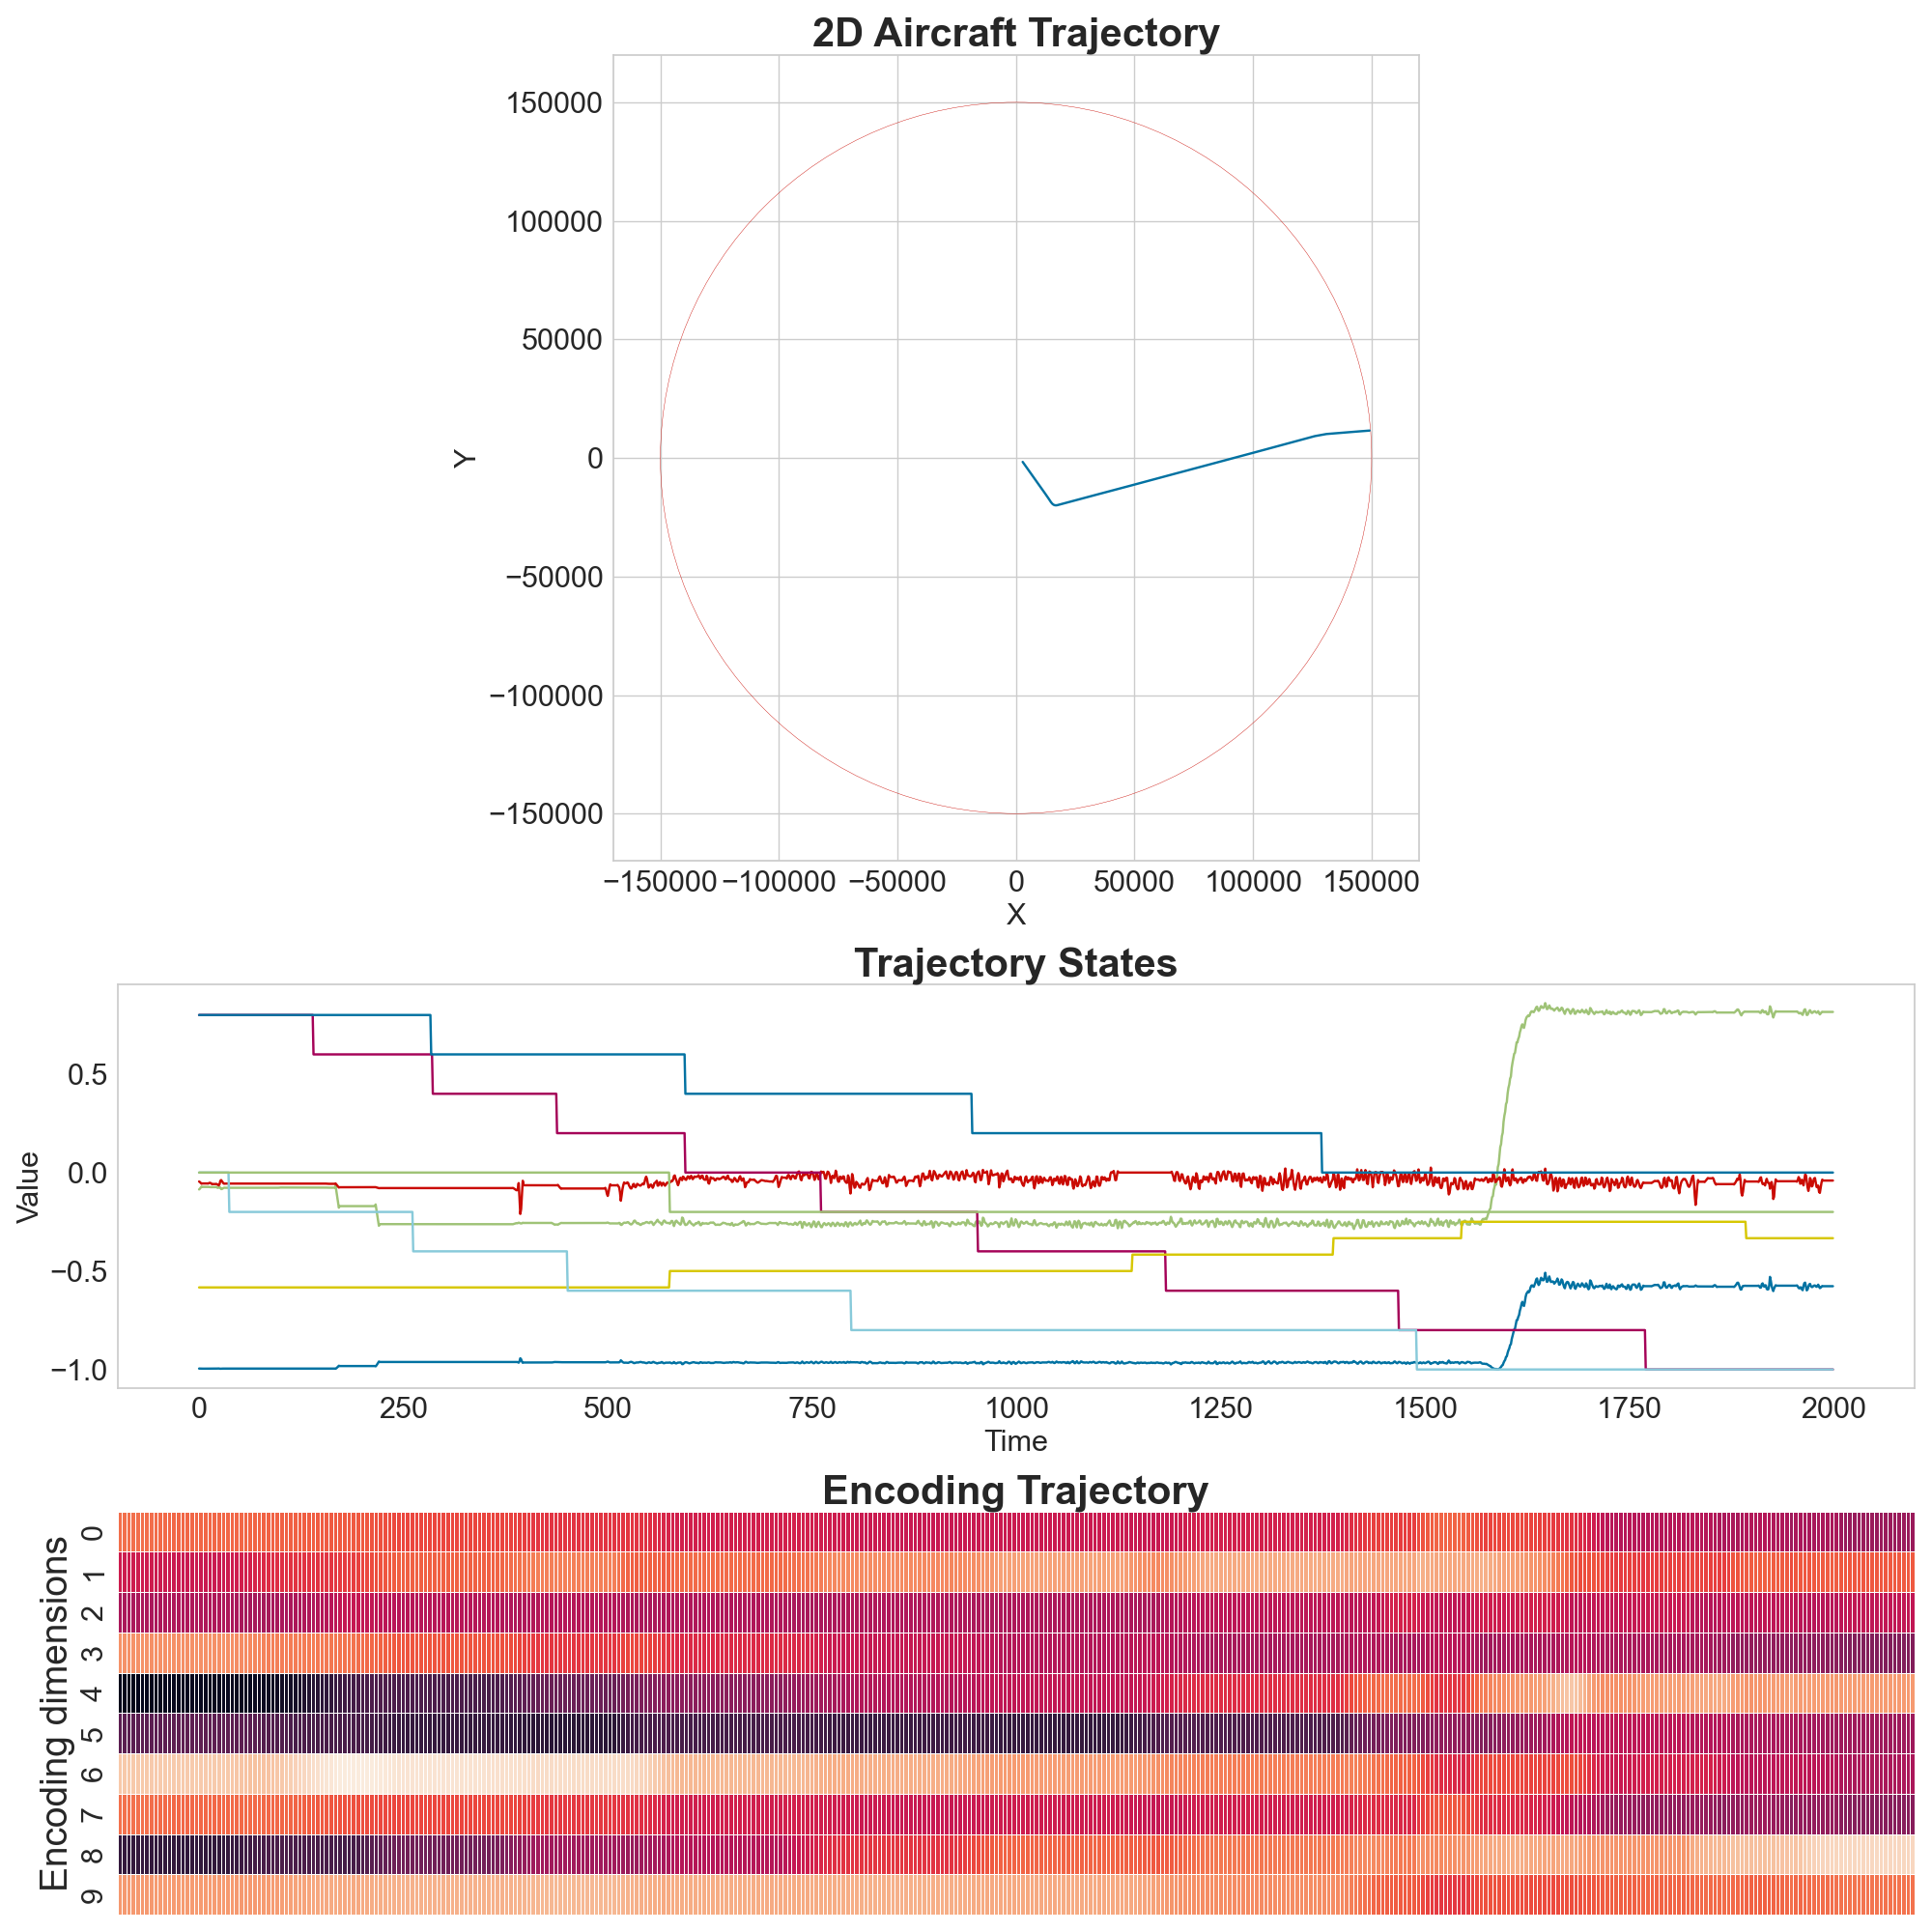 2D Aircraft Trajectory
150000
100000
50000
0
−50000
−100000
−150000
Y
−150000 −100000 −50000 0 50000 100000 150000
X
Trajectory States
0.5
0.0
−0.5
−1.0
Value
0 250 500 750 1000 1250 1500 1750 2000
Time
Encoding Trajectory
0
1
2
3
4
5
6
7
8
9
Encoding dimensions